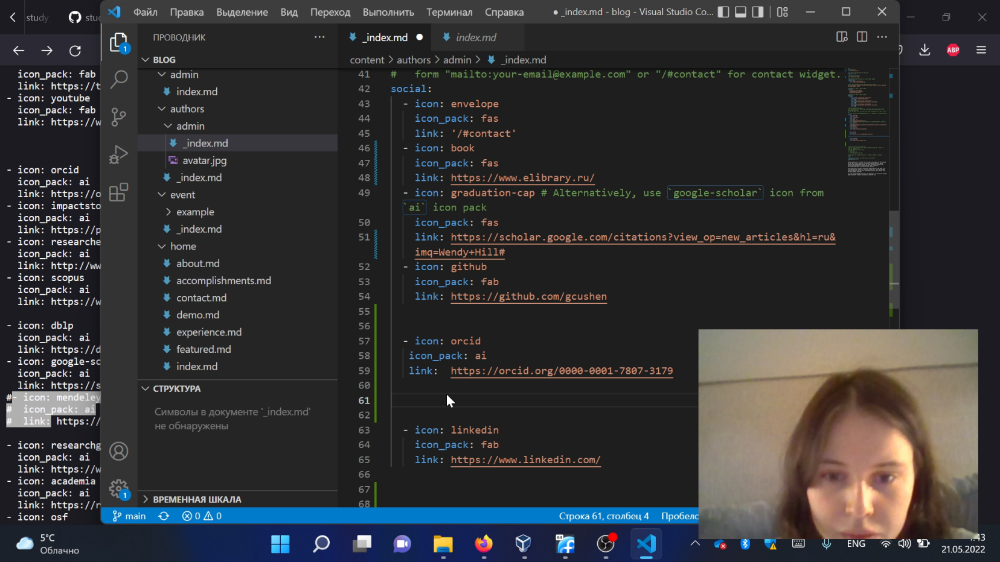 study
stu
Файл Правка Выделение Вид Переход Выполнить Терминал Справка
● _index.md - blog - Visual Studio Co...
ПРОВОДНИК
1
BLOG
admin
index.md
authors
admin
_index.md
avatar.jpg
_index.md
event
example
_index.md
home
about.md
accomplishments.md
contact.md
demo.md
experience.md
featured.md
index.md
СТРУКТУРА
Символы в документе '_index.md'
не обнаружены
ВРЕМЕННАЯ ШКАЛА
1
icon_pack: fab
link: https://t
- icon: youtube
icon_pack: fab
link: https://w
- icon: orcid
icon_pack: ai
link: https://o
- icon: impactsto
icon_pack: ai
link: https://p
- icon: researche
icon_pack: ai
link: http://ww
- icon: scopus
icon_pack: ai
link: https://w
- icon: dblp
icon_pack: ai
link: https://d
- icon: google-sc
icon_pack: ai
link: https://s
#- icon: mendeley
# icon_pack: ai
# link: https://
- icon: researchg
icon_pack: ai
link: https://w
- icon: academia
icon_pack: ai
link: https://r
- icon: osf
_index.md ●
index.md
content > authors > admin > _index.md
41 # form "mailto:your-email@example.com" or "/#contact" for contact widget.
42 social:
43 - icon: envelope
44 icon_pack: fas
45 link: '/#contact'
46 - icon: book
47 icon_pack: fas
48 link: https://www.elibrary.ru/
49 - icon: graduation-cap # Alternatively, use `google-scholar` icon from
`ai` icon pack
50 icon_pack: fas
51 link: https://scholar.google.com/citations?view_op=new_articles&hl=ru&
imq=Wendy+Hill#
52 - icon: github
53 icon_pack: fab
54 link: https://github.com/gcushen
55
56
57 - icon: orcid
58 icon_pack: ai
59 link: https://orcid.org/0000-0001-7807-3179
60
61
62
63 - icon: linkedin
64 icon_pack: fab
65 link: https://www.linkedin.com/
66
67
68
ABP
main
0 0
Строка 61, столбец 4
5°C
Облачно
64
ENG
21.05.2022